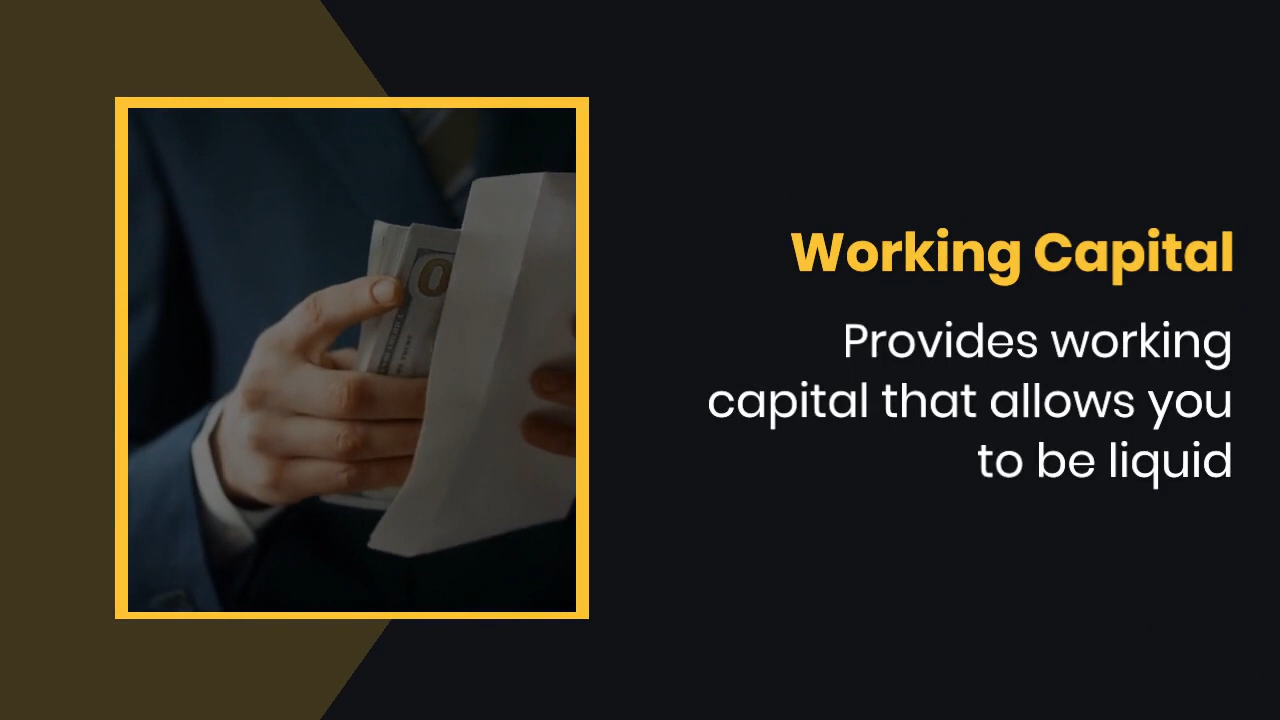 Working Capital
Provides working
capital that allows you
to be liquid